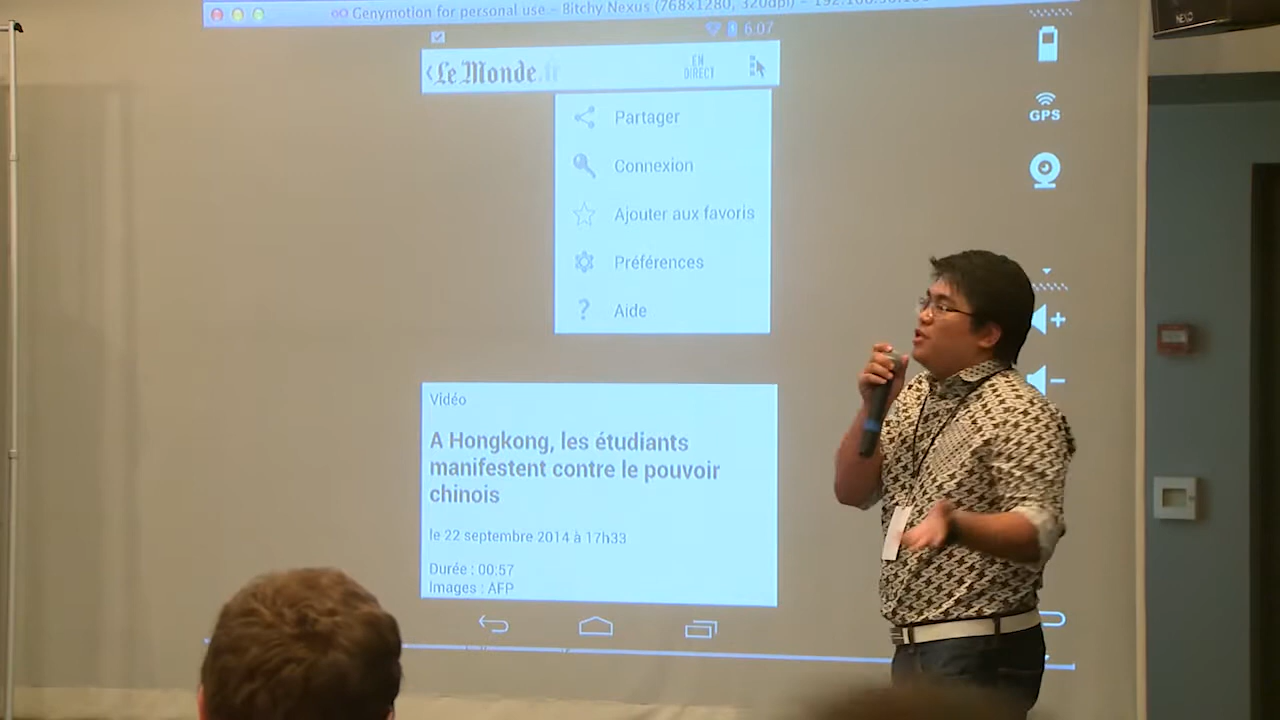 Genymotion for personal use – Bitchy Nexus (768x1280, 320dpi) –
6:07
Le Monde.fr
EN DIRECT
GPS
Partager
Connexion
Ajouter aux favoris
Préférences
Aide
Vidéo
A Hongkong, les étudiants
manifestent contre le pouvoir
chinois
le 22 septembre 2014 à 17h33
Durée : 00:57
Images : AFP